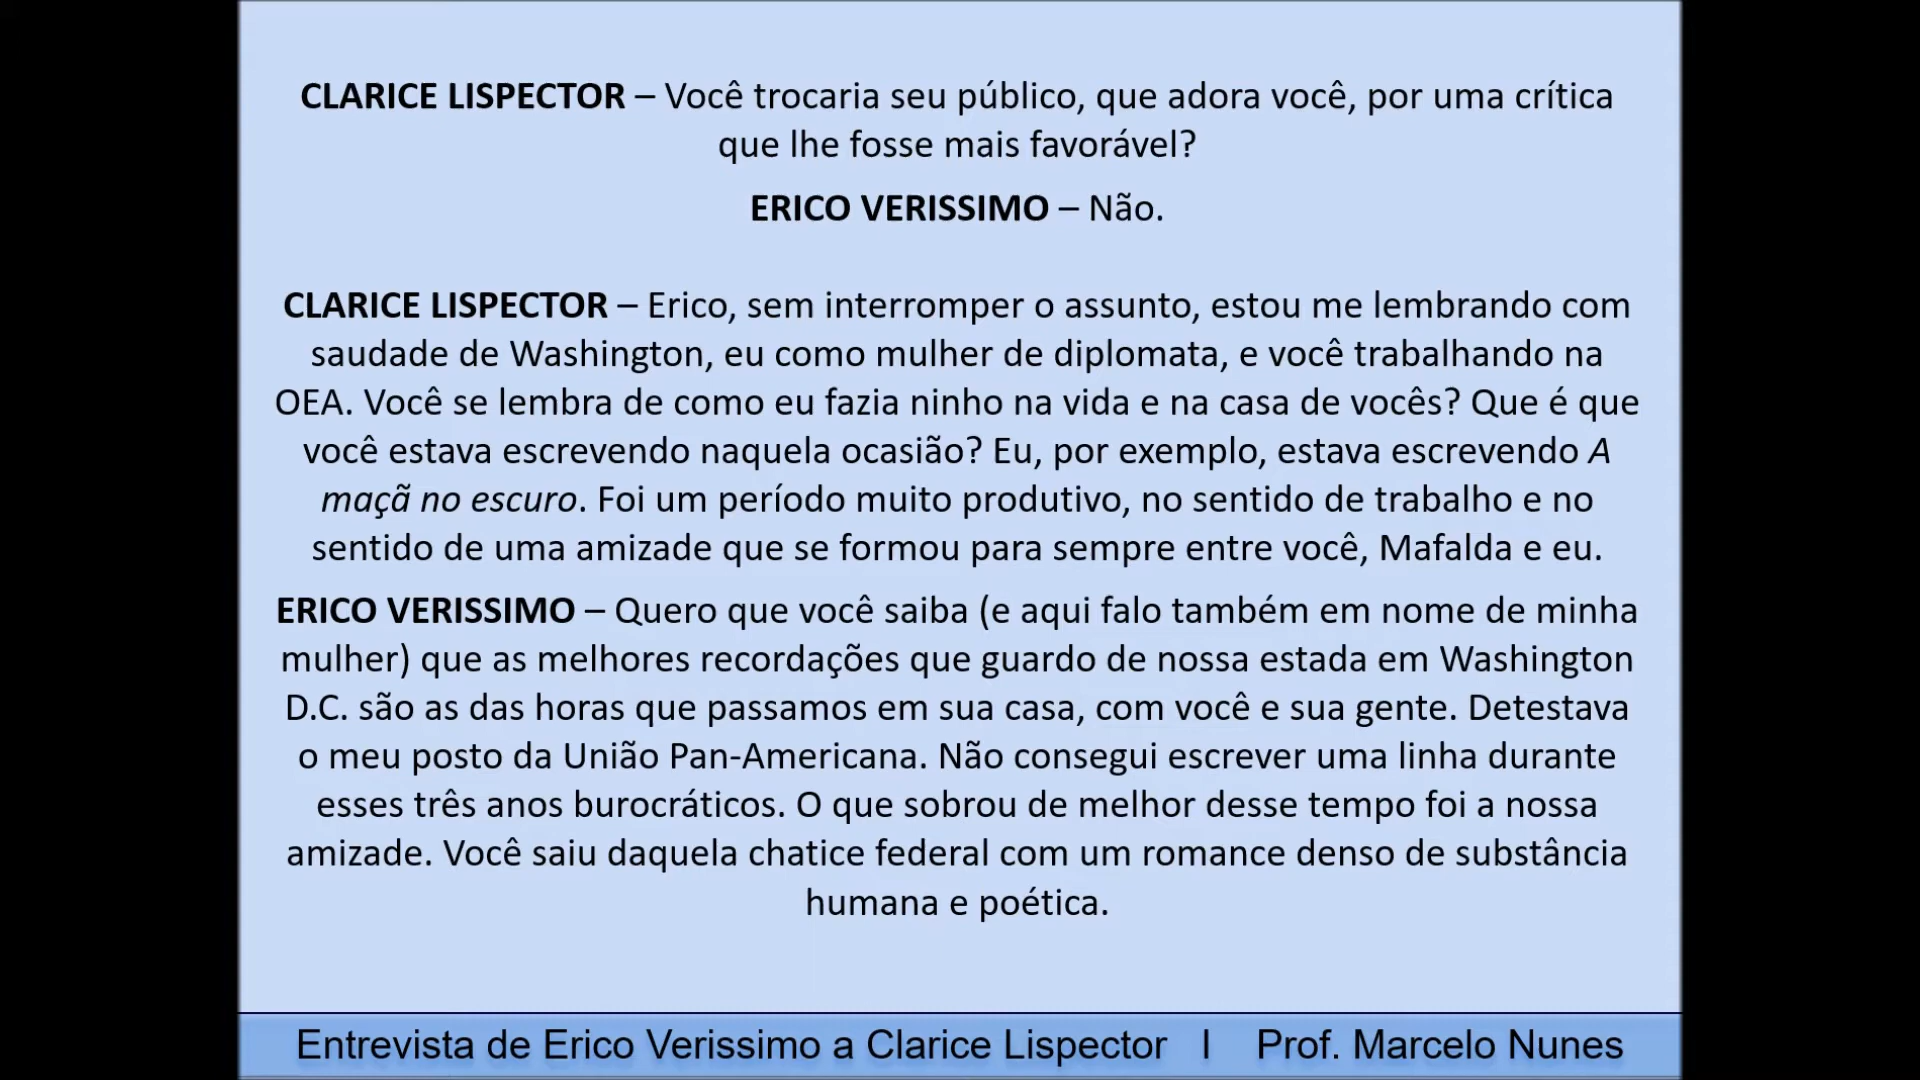 CLARICE LISPECTOR – Você trocaria seu público, que adora você, por uma crítica
que lhe fosse mais favorável?
ERICO VERISSIMO – Não.
CLARICE LISPECTOR – Erico, sem interromper o assunto, estou me lembrando com
saudade de Washington, eu como mulher de diplomata, e você trabalhando na
OEA. Você se lembra de como eu fazia ninho na vida e na casa de vocês? Que é que
você estava escrevendo naquela ocasião? Eu, por exemplo, estava escrevendo A
maçã no escuro. Foi um período muito produtivo, no sentido de trabalho e no
sentido de uma amizade que se formou para sempre entre você, Mafalda e eu.
ERICO VERISSIMO – Quero que você saiba (e aqui falo também em nome de minha
mulher) que as melhores recordações que guardo de nossa estada em Washington
D.C. são as das horas que passamos em sua casa, com você e sua gente. Detestava
o meu posto da União Pan-Americana. Não consegui escrever uma linha durante
esses três anos burocráticos. O que sobrou de melhor desse tempo foi a nossa
amizade. Você saiu daquela chatice federal com um romance denso de substância
humana e poética.
Entrevista de Erico Verissimo a Clarice Lispector I Prof. Marcelo Nunes